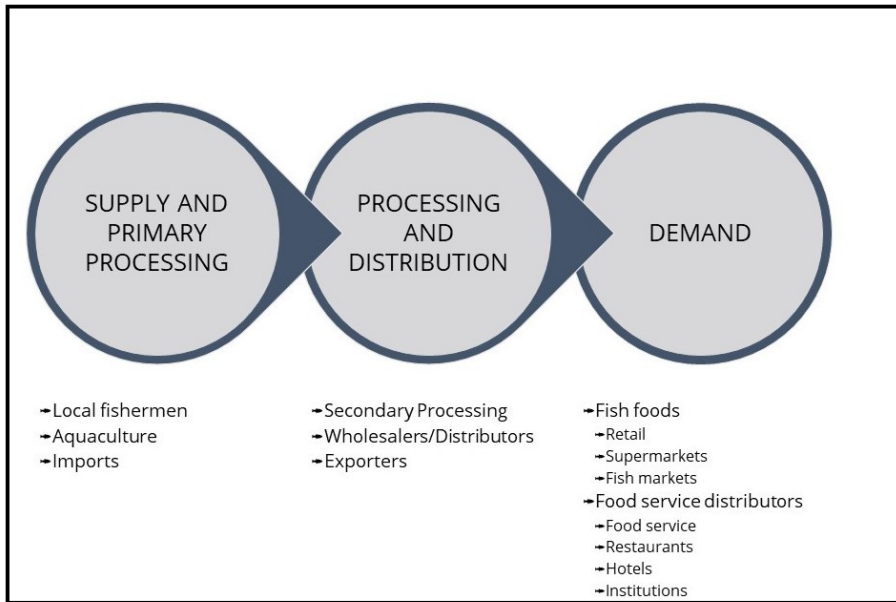 SUPPLY AND
PRIMARY
PROCESSING
PROCESSING
AND
DISTRIBUTION
DEMAND
Local fishermen
Aquaculture
Imports
Secondary Processing
Wholesalers/Distributors
Exporters
Fish foods
Retail
Supermarkets
Fish markets
Food service distributors
Food service
Restaurants
Hotels
Institutions